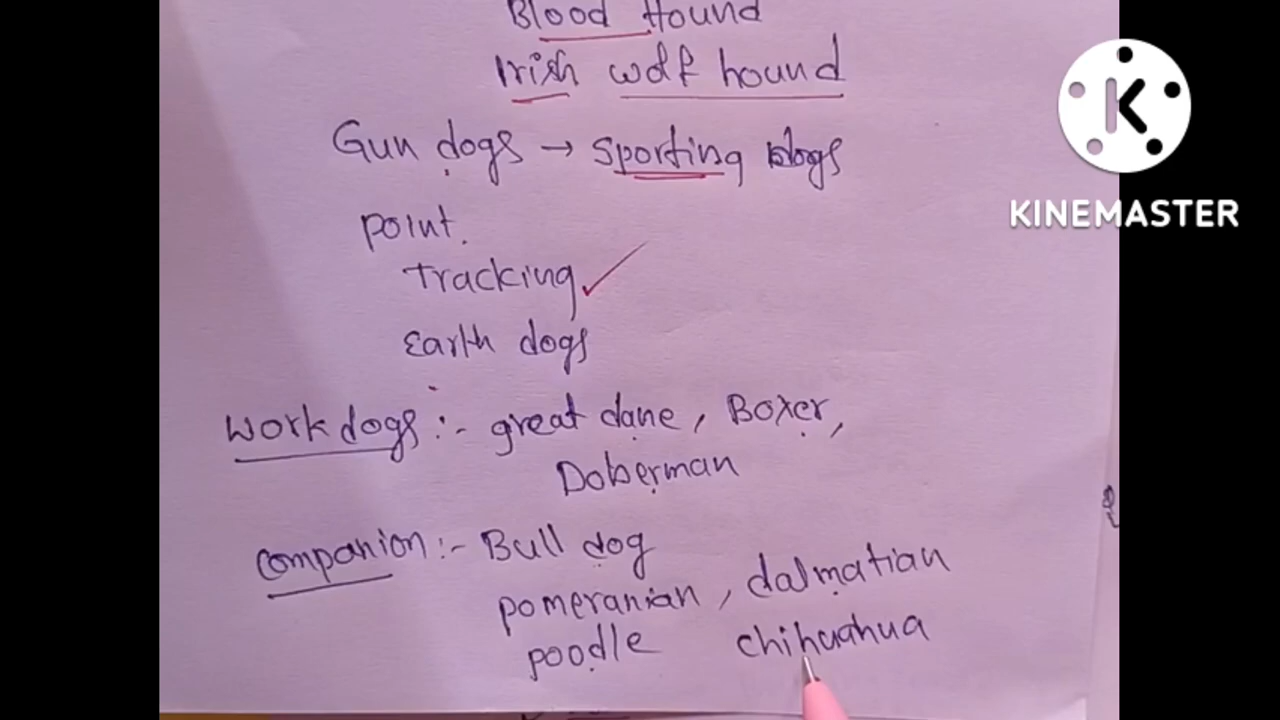 Blood Hound
Irish wolf hound
Gun dogs → sporting dogs
point.
Tracking ✓
Earth dogs
Work dogs :- great dane, Boxer,
Doberman
companion :- Bull dog
pomeranian, dalmatian
poodle chihuahua
KINEMASTER